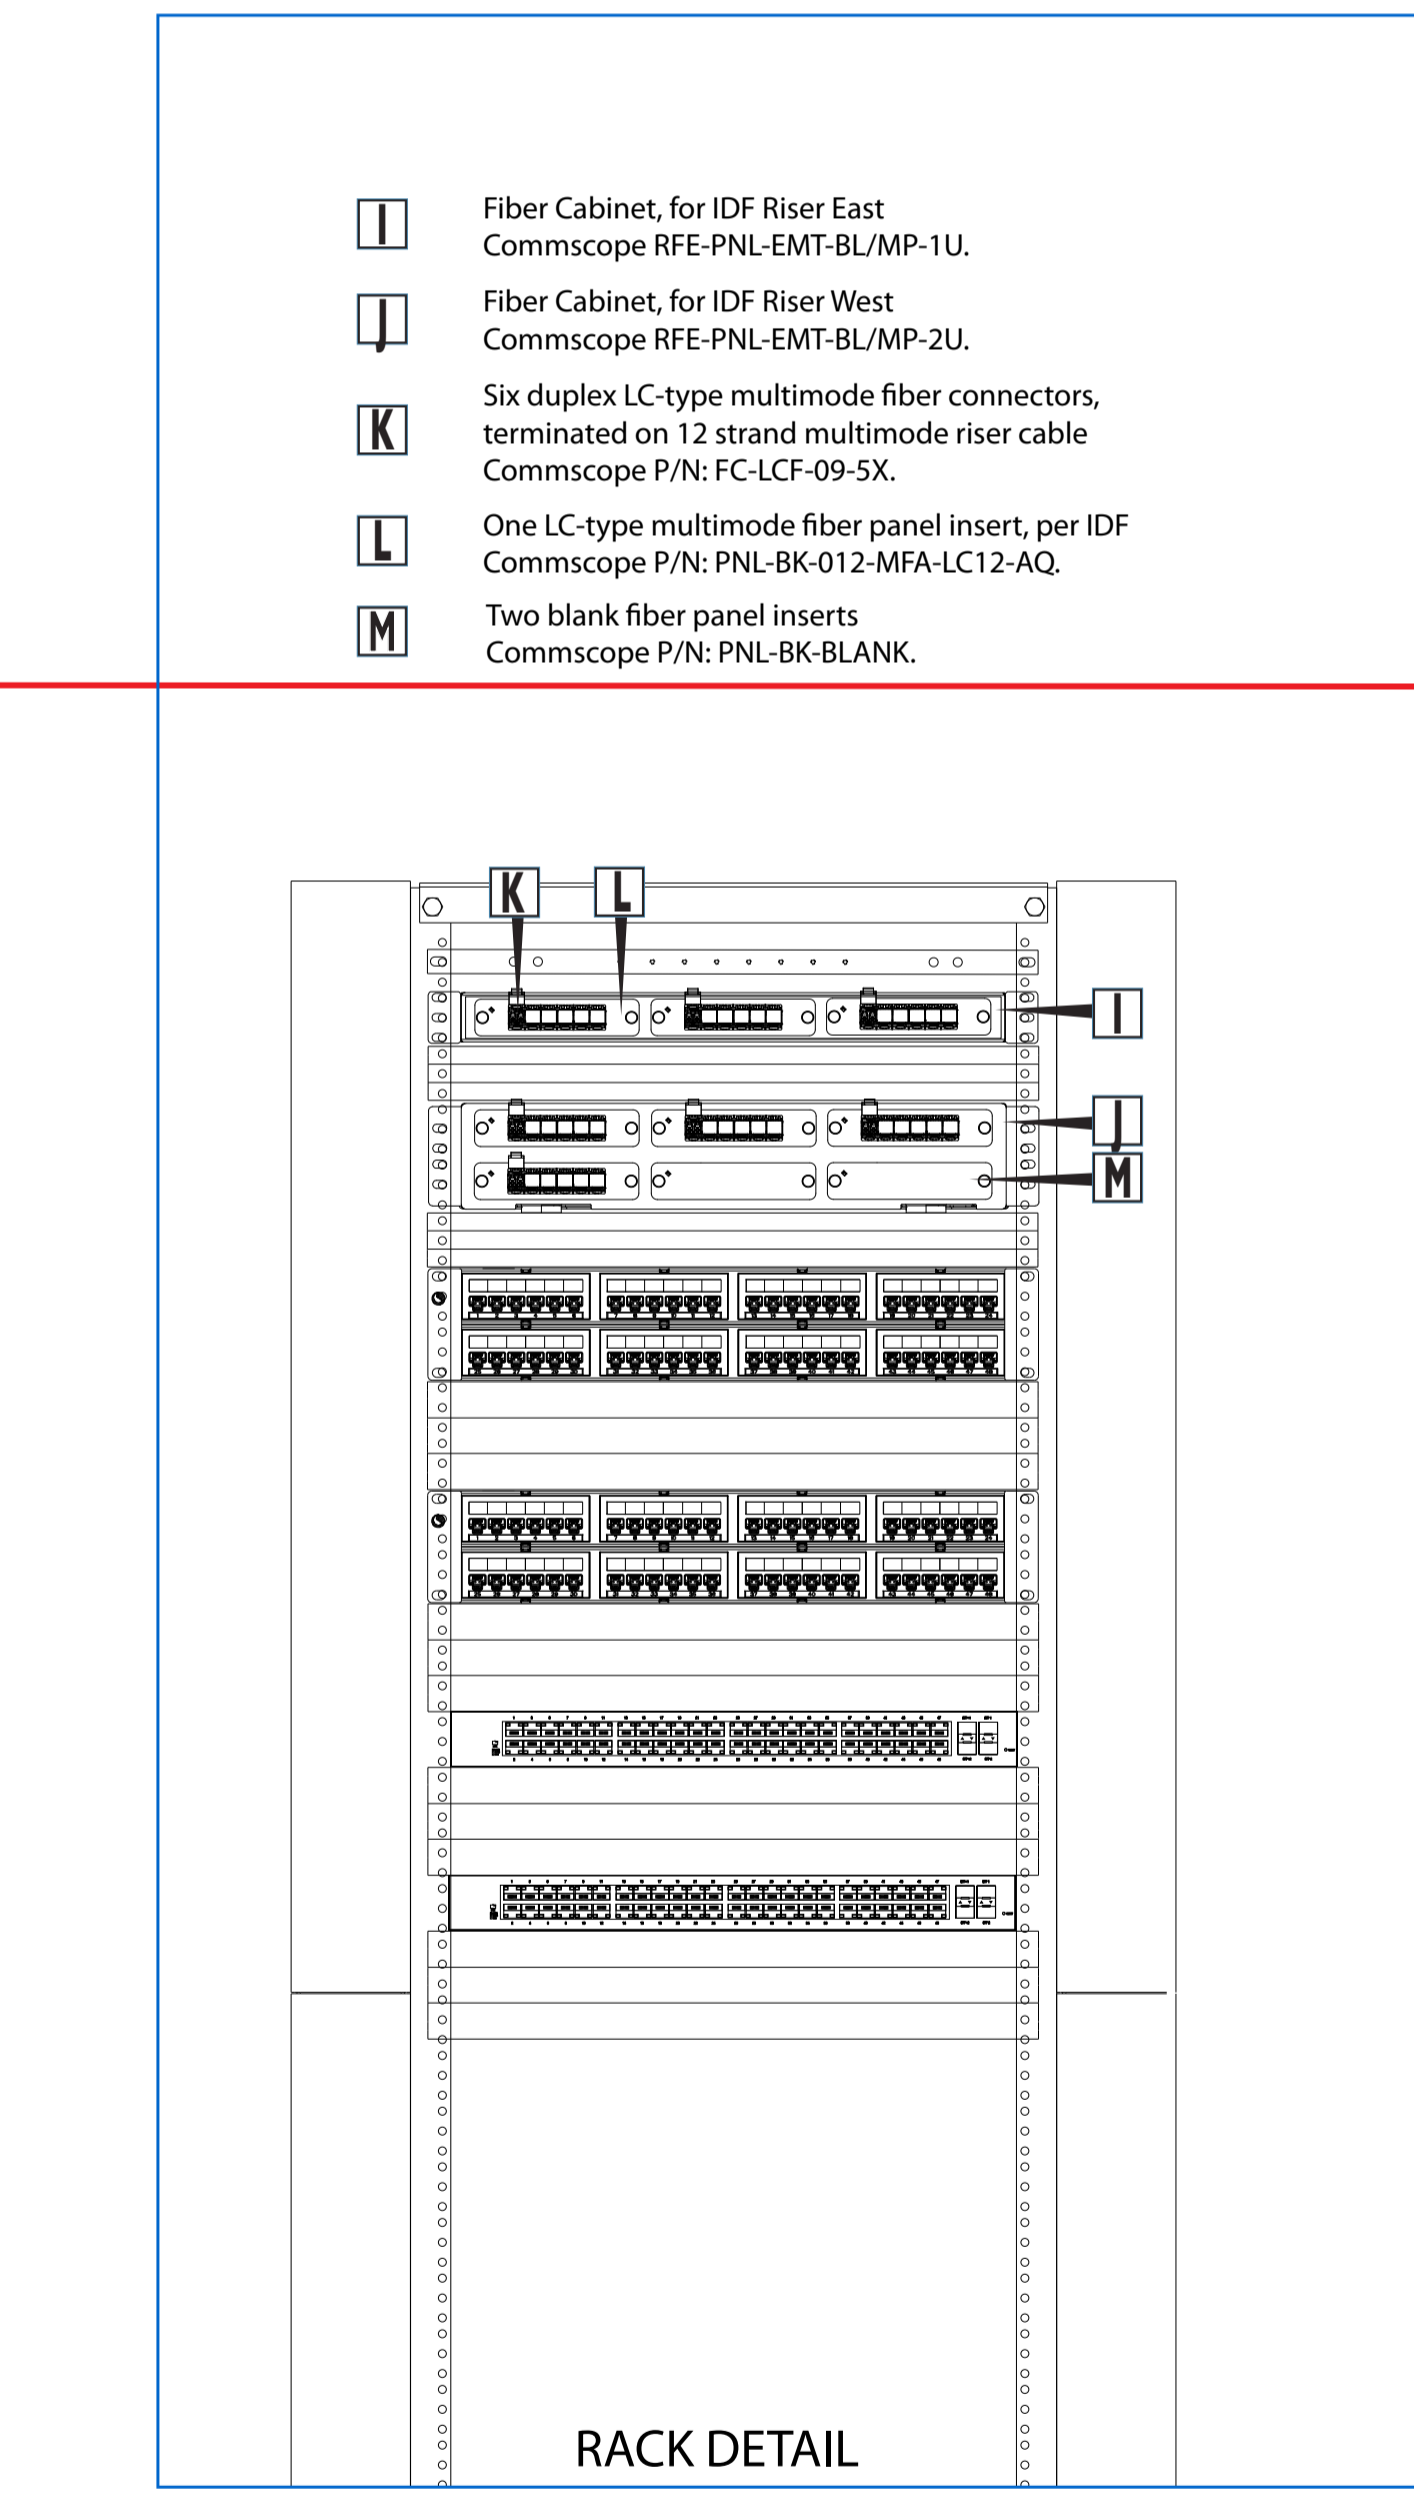 I
Fiber Cabinet, for IDF Riser East
Commscope RFE-PNL-EMT-BL/MP-1U.
J
Fiber Cabinet, for IDF Riser West
Commscope RFE-PNL-EMT-BL/MP-2U.
K
Six duplex LC-type multimode fiber connectors,
terminated on 12 strand multimode riser cable
Commscope P/N: FC-LCF-09-5X.
L
One LC-type multimode fiber panel insert, per IDF
Commscope P/N: PNL-BK-012-MFA-LC12-AQ.
M
Two blank fiber panel inserts
Commscope P/N: PNL-BK-BLANK.
K L
I
J
M
RACK DETAIL